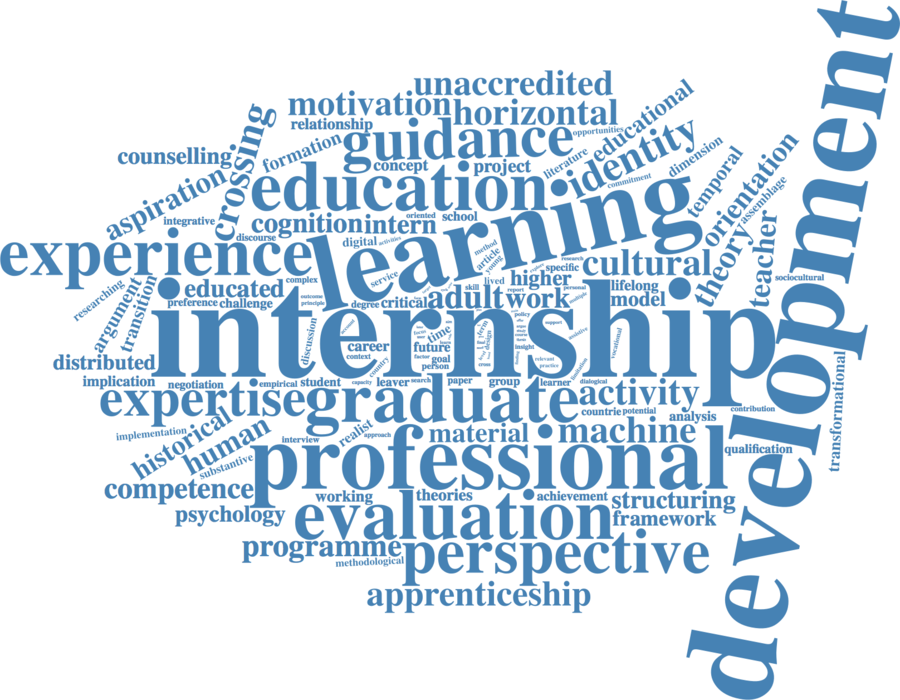 development
unaccredited
motivation
horizontal
relationship
guidance
opportunities
educational
crossing
counselling
formation
concept
project
literature
identity
commitment
dimension
education
aspiration
integrative
cognition
intern
oriented
school
learning
temporal
orientation
assemblage
theory
teacher
sociocultural
experience
discourse
digital
activities
method
article
young
research
specific
cultural
service
complex
educated
lived
higher
skill
personal
multiple
lifelong
model
researching
argument
transition
preference
challenge
outcome
principle
degree
critical
adult
work
internship
policy
support
discussion
account
career
context
country
time
future
factor
goal
person
term
design
insight
relevant
practice
vocational
distributed
implication
negotiation
empirical
student
capacity
leaver
search
paper
group
cross
learner
dialogical
expertise
graduate
activity
countrie
potential
analysis
contribution
transformational
implementation
historical
human
substantive
interview
realist
approach
material
machine
qualification
professional
competence
working
theories
achievement
structuring
psychology
evaluation
framework
programme
methodological
perspective
apprenticeship